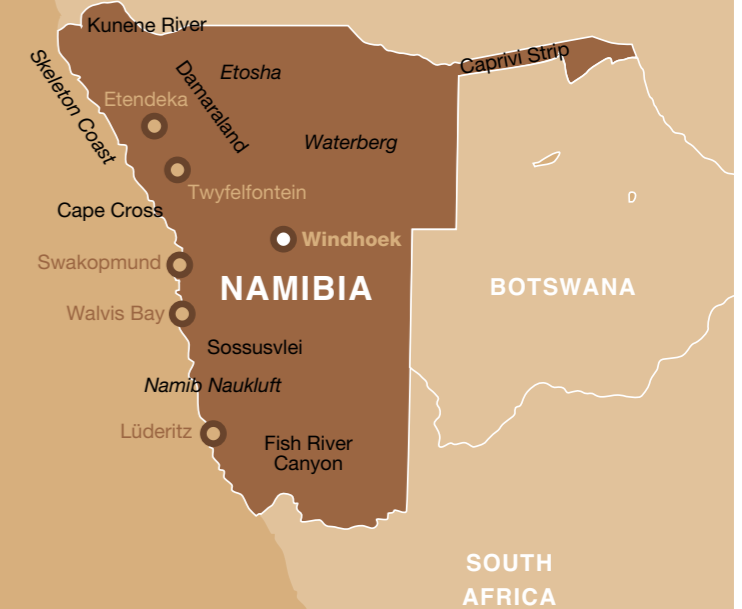 Kunene River
Skeleton Coast
Etosha
Caprivi Strip
Damaraland
Etendeka
Waterberg
Twyfelfontein
Cape Cross
Windhoek
Swakopmund
NAMIBIA
BOTSWANA
Walvis Bay
Sossusvlei
Namib Naukluft
Lüderitz
Fish River
Canyon
SOUTH
AFRICA